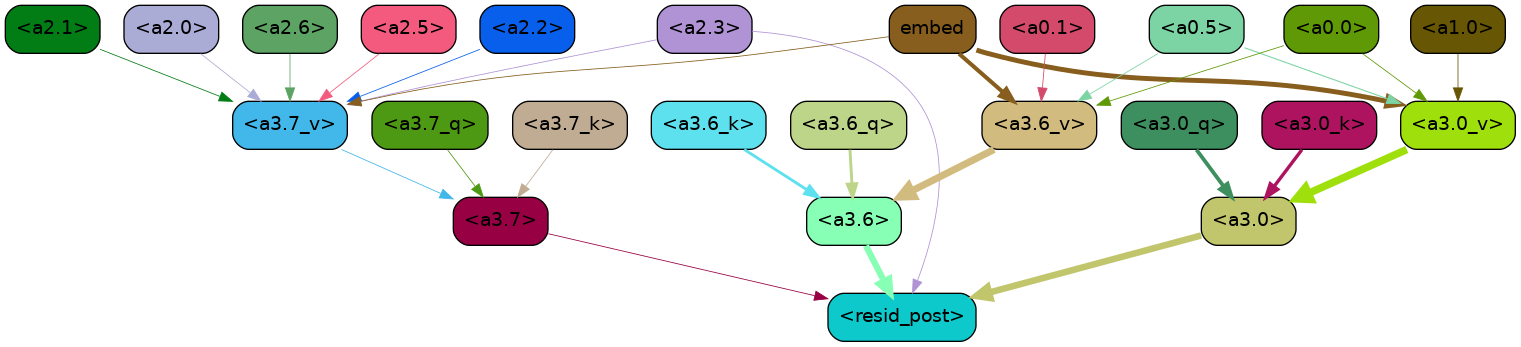 <a2.1> <a2.0> <a2.6> <a2.5> <a2.2> <a2.3> embed <a0.1> <a0.5> <a0.0> <a1.0>
<a3.7_v> <a3.7_q> <a3.7_k> <a3.6_k> <a3.6_q> <a3.6_v> <a3.0_q> <a3.0_k> <a3.0_v>
<a3.7> <a3.6> <a3.0>
<resid_post>